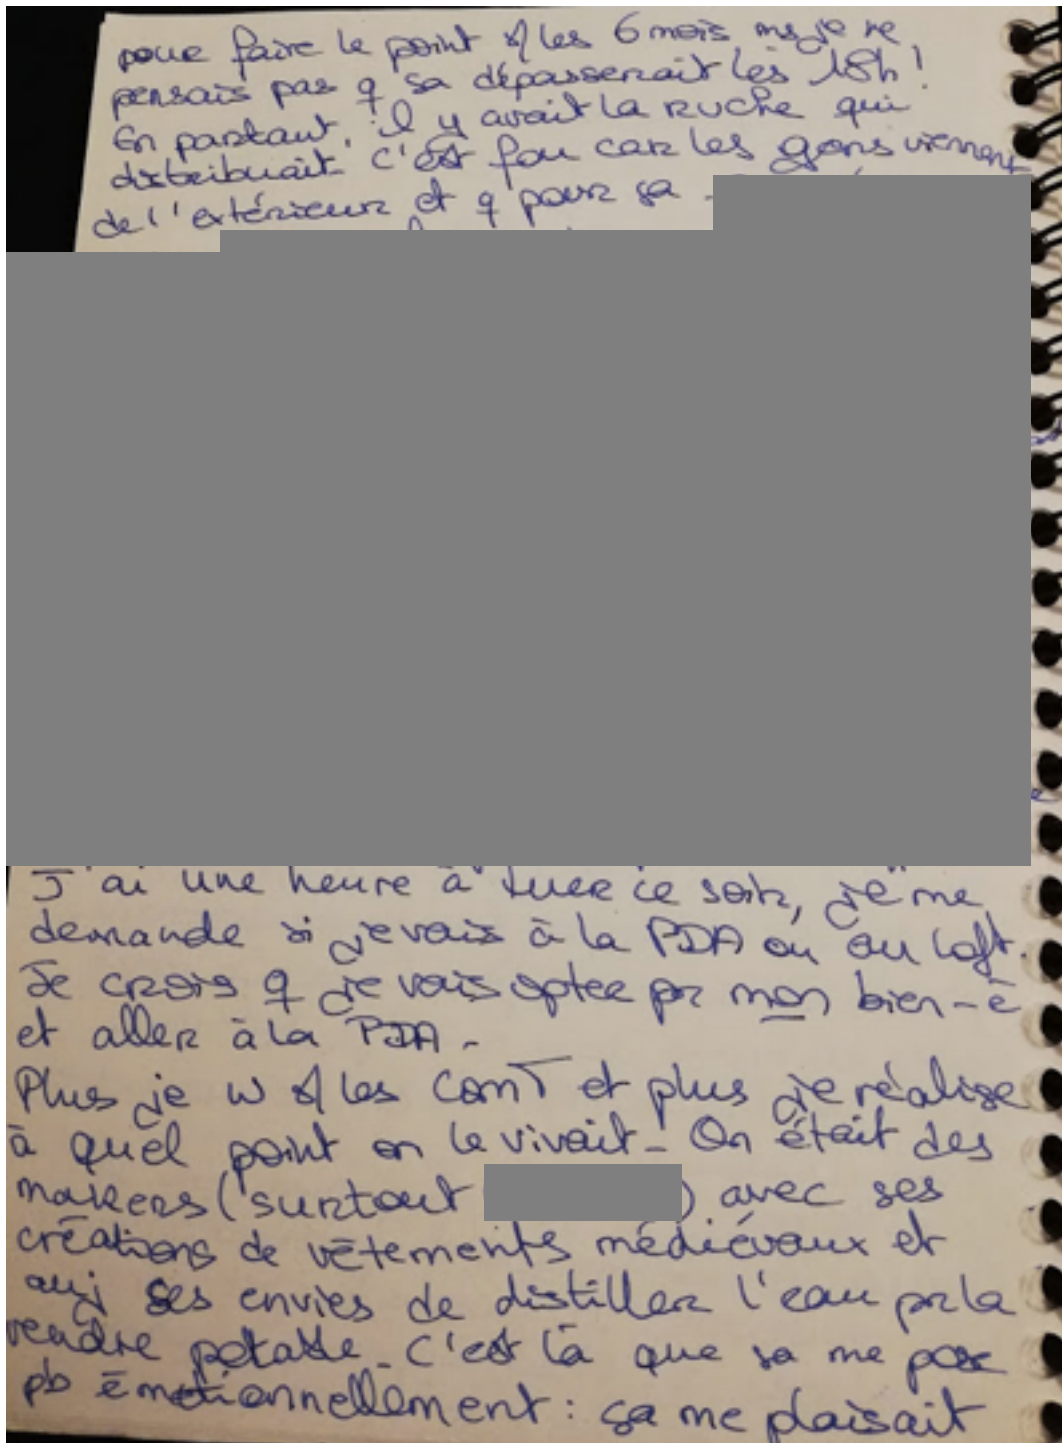 pour faire le point s/ les 6 mois ms je ne
pensais pas q sa dépasserait les 18h !
En partant, il y avait la ruche qui
distribuait. C'est fou car les gens viennent
de l'extérieur et q' pour sa
J'ai une heure à tuer ce soir, je me
demande si je vais à la PDA ou au loft.
Je crois q je vais opter pr mon bien-ê
et aller à la PDA.
Plus je w s/ les comT et plus je réalise
à quel point on le vivait. On était des
makers (surtout ) avec ses
créations de vêtements médiévaux et
auj ses envies de distiller l'eau pr la
rendre potable. C'est là que sa me pose
pb émotionnellement : sa me plaisait